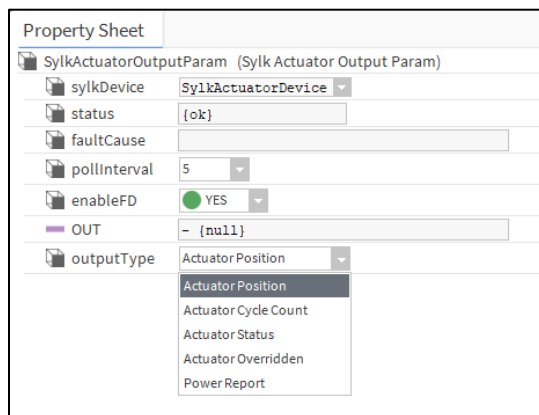 Property Sheet
SylkActuatorOutputParam (Sylk Actuator Output Param)
sylkDevice SylkActuatorDevice
status {ok}
faultCause
pollInterval 5
enableFD YES
OUT - {null}
outputType Actuator Position
Actuator Position
Actuator Cycle Count
Actuator Status
Actuator Overridden
Power Report